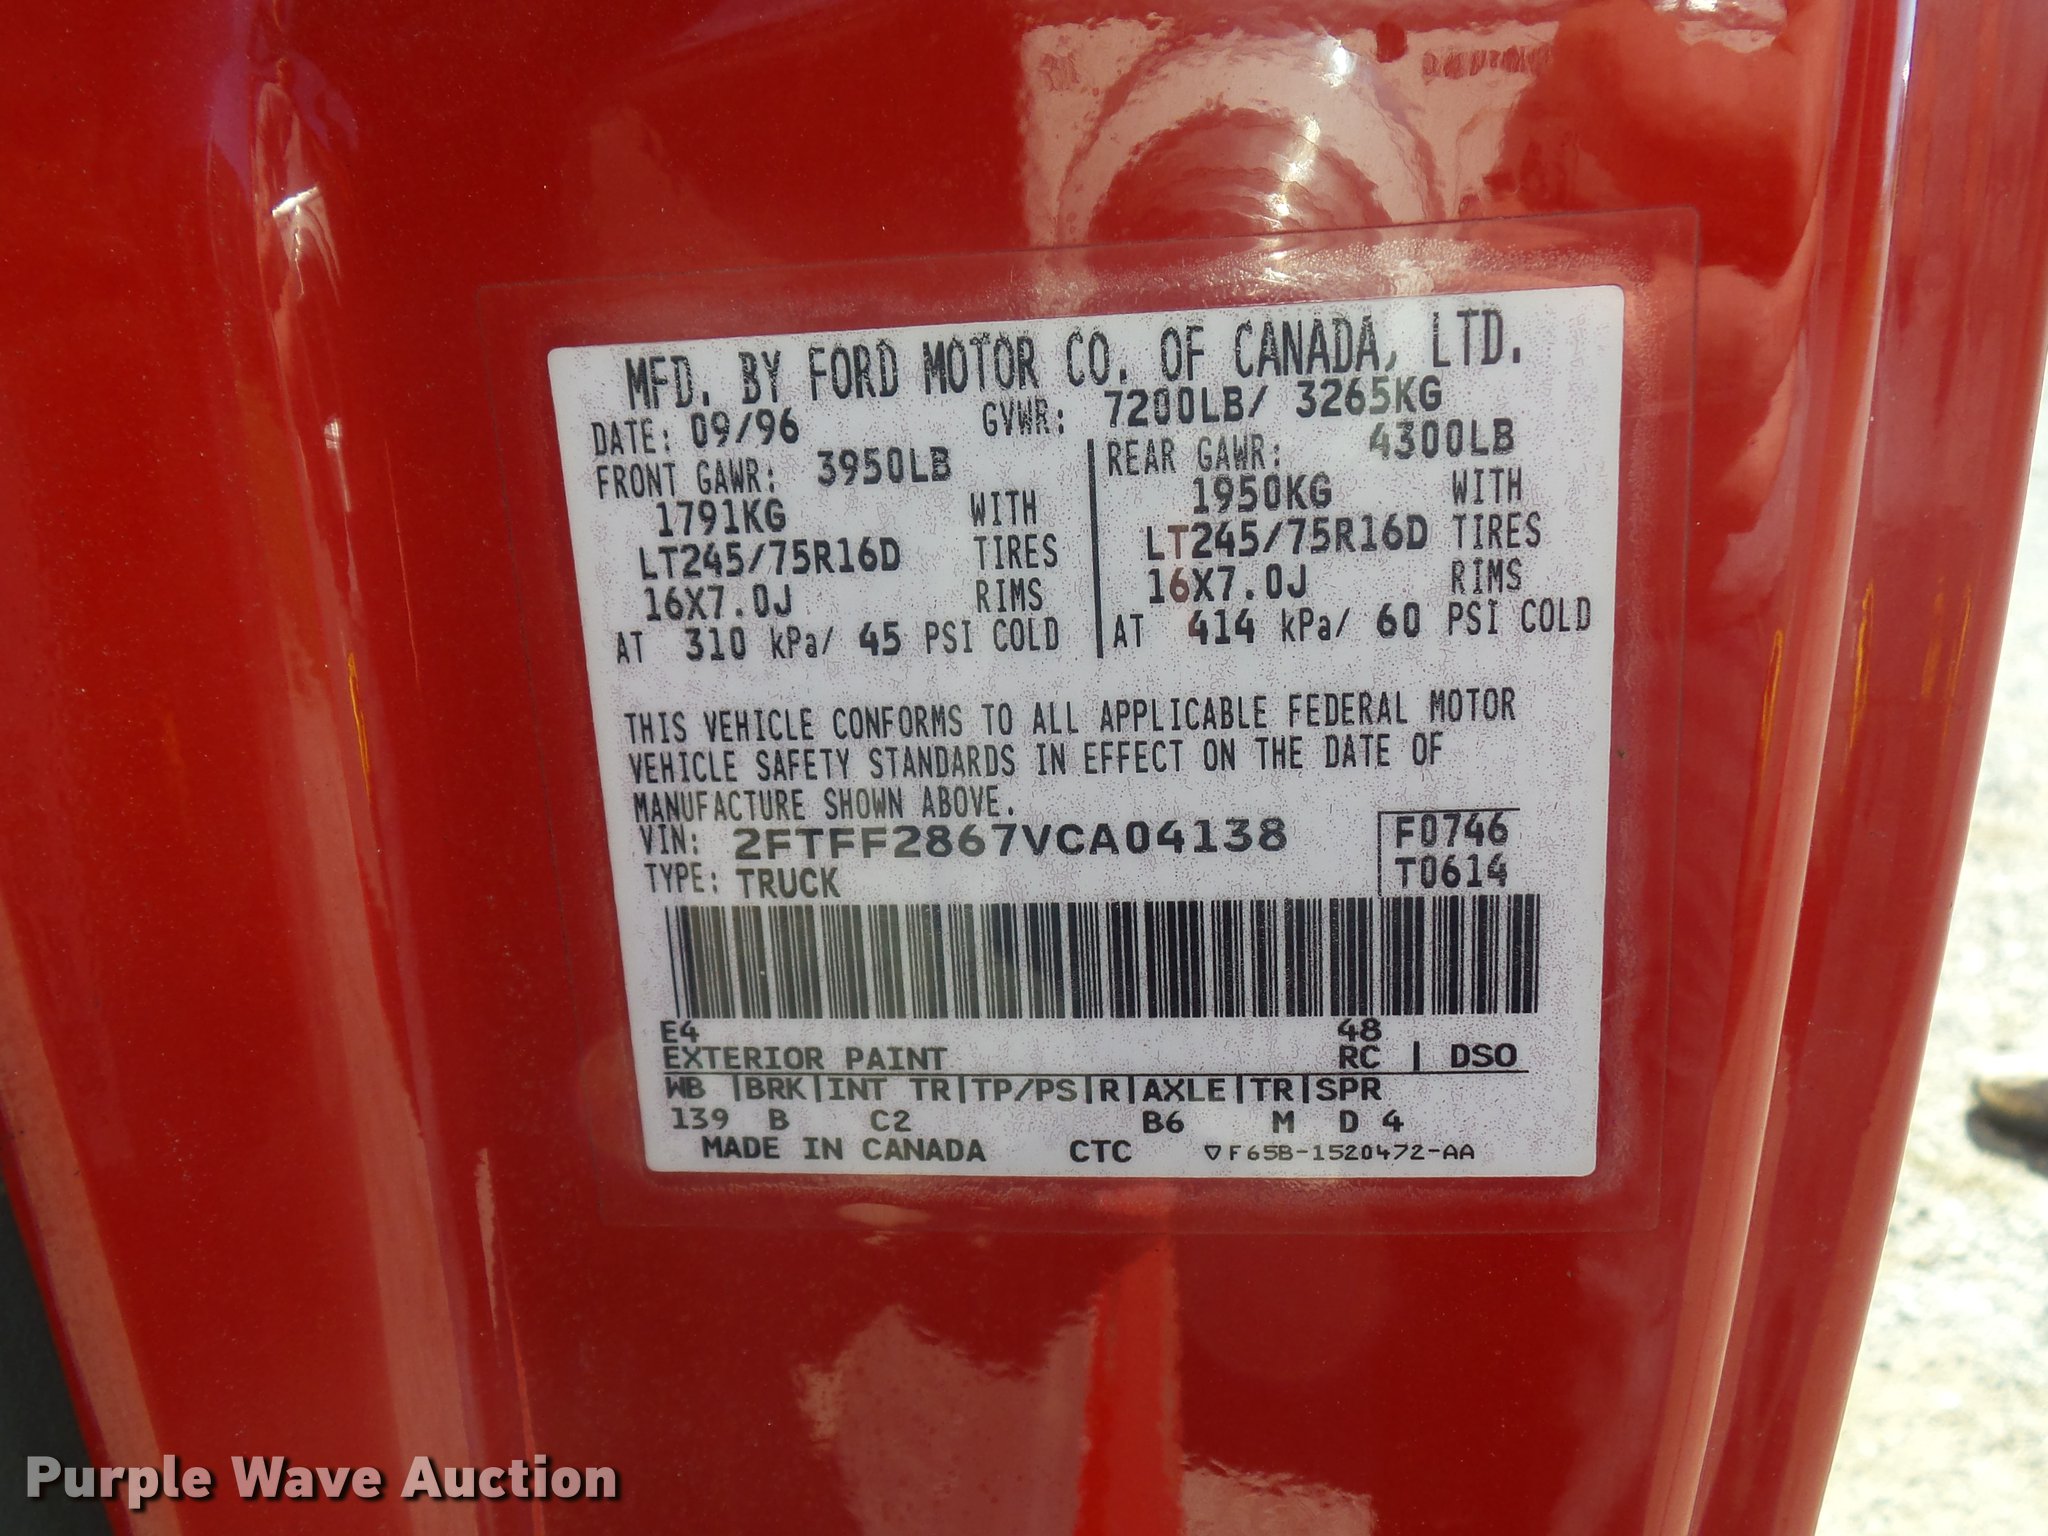 MFD. BY FORD MOTOR CO. OF CANADA, LTD.
DATE: 09/96 GVWR: 7200LB/ 3265KG
FRONT GAWR: 3950LB
1791KG WITH
LT245/75R16D TIRES
16X7.0J RIMS
AT 310 kPa/ 45 PSI COLD
REAR GAWR: 4300LB
1950KG WITH
LT245/75R16D TIRES
16X7.0J RIMS
AT 414 kPa/ 60 PSI COLD
THIS VEHICLE CONFORMS TO ALL APPLICABLE FEDERAL MOTOR
VEHICLE SAFETY STANDARDS IN EFFECT ON THE DATE OF
MANUFACTURE SHOWN ABOVE.
VIN: 2FTFF2867VCA04138
TYPE: TRUCK
F0746
T0614
E4 48
EXTERIOR PAINT RC | DSO
WB |BRK|INT TR|TP/PS|R|AXLE|TR|SPR
139 B C2 B6 M D 4
MADE IN CANADA CTC ▽F65B-1520472-AA
Purple Wave Auction